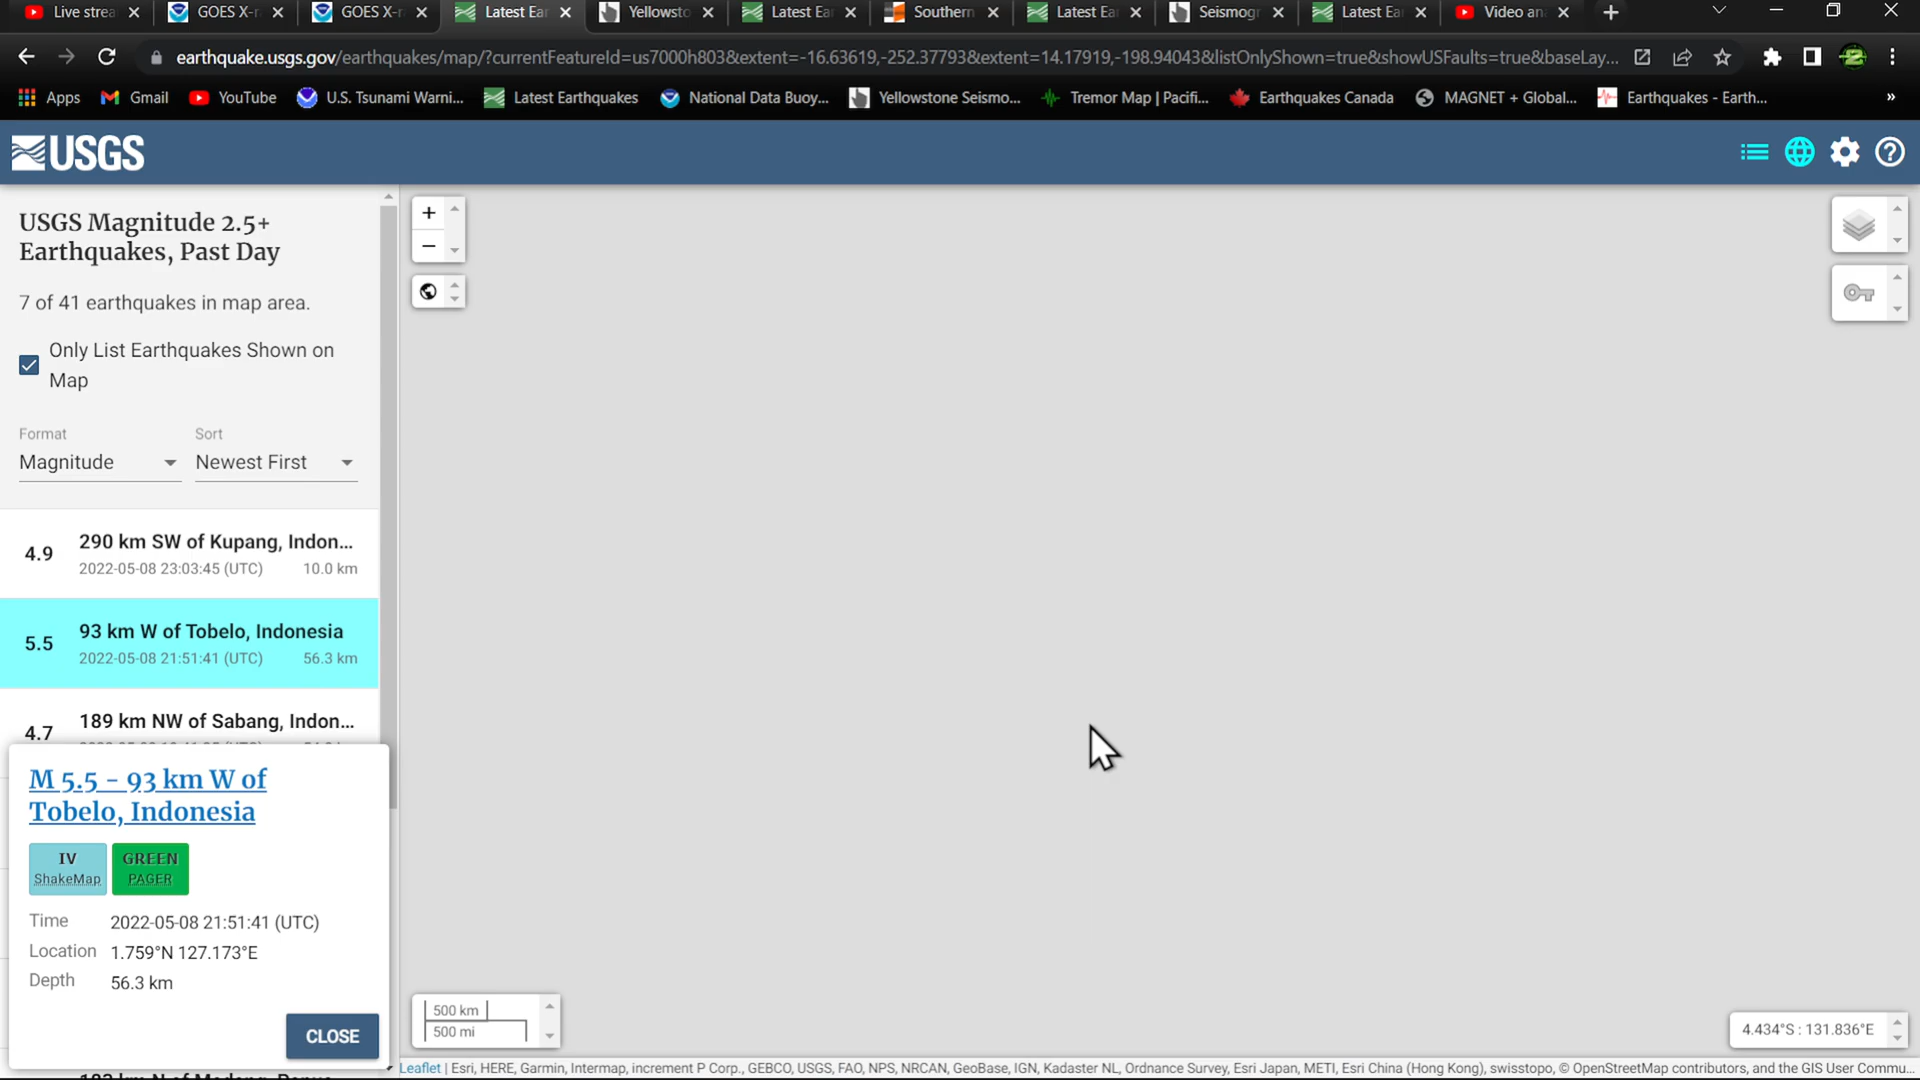 Live strea
GOES X-r
GOES X-r
Latest Ear
Yellowsto
Latest Ear
Southern
Latest Ea
Seismogr
Latest Ea
Video an
earthquake.usgs.gov/earthquakes/map/?currentFeatureId=us7000h803&extent=-16.63619,-252.37793&extent=14.17919,-198.94043&listOnlyShown=true&showUSFaults=true&baseLay...
Apps
Gmail
YouTube
U.S. Tsunami Warni...
Latest Earthquakes
National Data Buoy...
Yellowstone Seismo...
Tremor Map | Pacifi...
Earthquakes Canada
MAGNET + Global...
Earthquakes - Earth...
»
USGS
USGS Magnitude 2.5+
Earthquakes, Past Day
7 of 41 earthquakes in map area.
Only List Earthquakes Shown on
Map
Format
Sort
Magnitude
Newest First
4.9
290 km SW of Kupang, Indon...
2022-05-08 23:03:45 (UTC) 10.0 km
5.5
93 km W of Tobelo, Indonesia
2022-05-08 21:51:41 (UTC) 56.3 km
4.7
189 km NW of Sabang, Indon...
M 5.5 - 93 km W of
Tobelo, Indonesia
IV
ShakeMap
GREEN
PAGER
Time 2022-05-08 21:51:41 (UTC)
Location 1.759°N 127.173°E
Depth 56.3 km
CLOSE
+
−
500 km
500 mi
4.434°S : 131.836°E
Leaflet | Esri, HERE, Garmin, Intermap, increment P Corp., GEBCO, USGS, FAO, NPS, NRCAN, GeoBase, IGN, Kadaster NL, Ordnance Survey, Esri Japan, METI, Esri China (Hong Kong), swisstopo, © OpenStreetMap contributors, and the GIS User Commu...